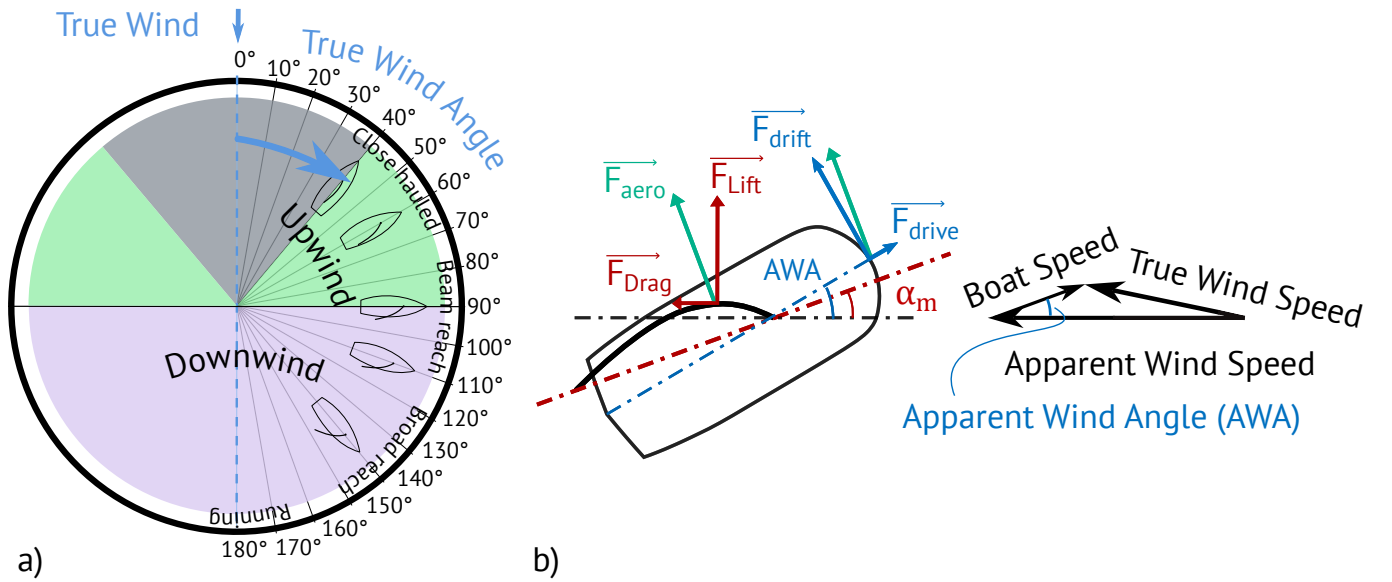 True Wind
True Wind Angle
0°
10°
20°
30°
40°
50°
60°
70°
80°
90°
100°
110°
120°
130°
140°
150°
160°
170°
180°
Close hauled
Beam reach
Broad reach
Running
Upwind
Downwind
a)
F_drift
F_aero
F_Lift
F_drive
F_Drag
AWA
α_m
b)
Boat Speed
True Wind Speed
Apparent Wind Speed
Apparent Wind Angle (AWA)